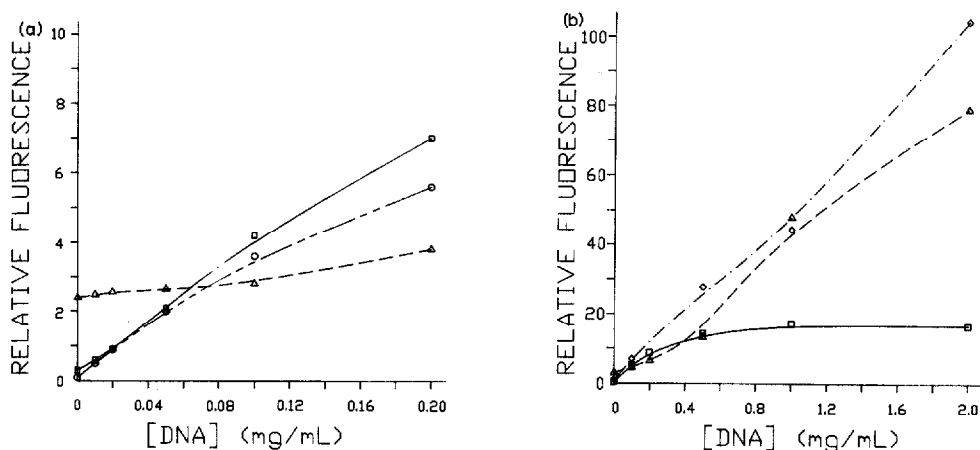 (a)
RELATIVE FLUORESCENCE
10
8
6
4
2
0
0 0.04 0.08 0.12 0.16 0.20
[DNA] (mg/mL)
(b)
RELATIVE FLUORESCENCE
100
80
60
40
20
0
0 0.4 0.8 1.2 1.6 2.0
[DNA] (mg/mL)